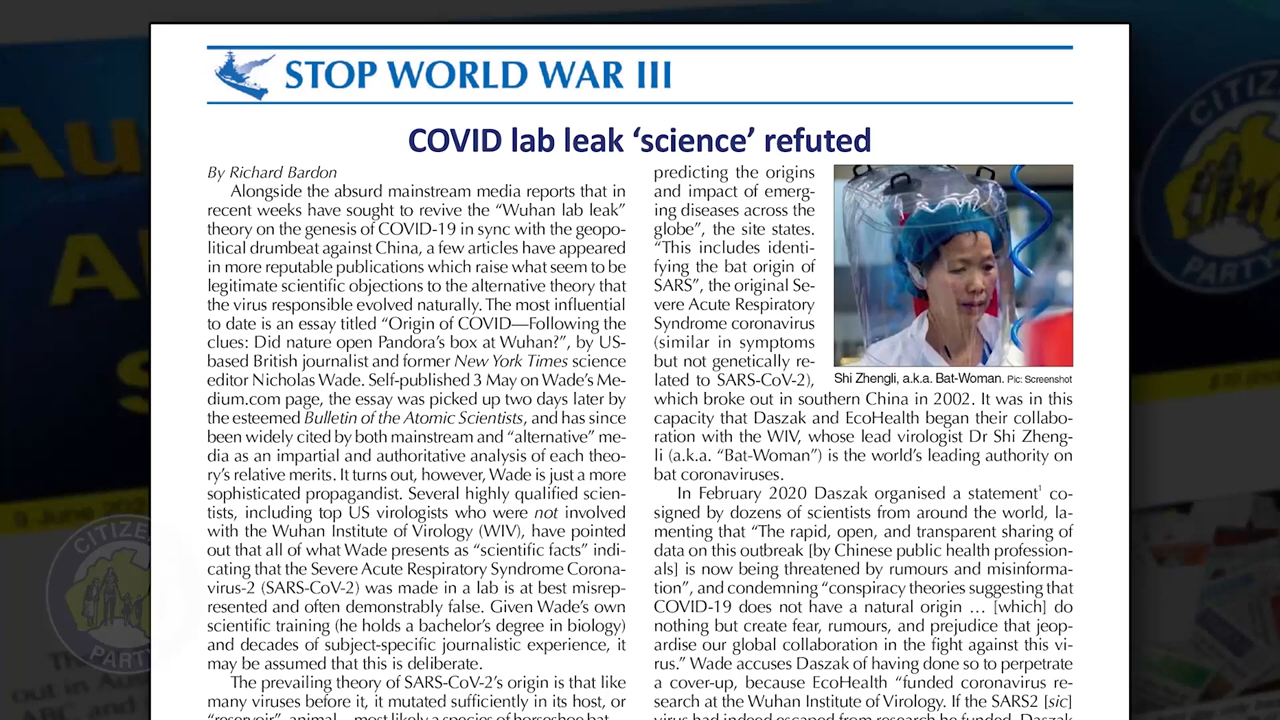 STOP WORLD WAR III
COVID lab leak ‘science’ refuted
By Richard Bardon
Alongside the absurd mainstream media reports that in
recent weeks have sought to revive the “Wuhan lab leak”
theory on the genesis of COVID-19 in sync with the geopo-
litical drumbeat against China, a few articles have appeared
in more reputable publications which raise what seem to be
legitimate scientific objections to the alternative theory that
the virus responsible evolved naturally. The most influential
to date is an essay titled “Origin of COVID—Following the
clues: Did nature open Pandora’s box at Wuhan?”, by US-
based British journalist and former New York Times science
editor Nicholas Wade. Self-published 3 May on Wade’s Me-
dium.com page, the essay was picked up two days later by
the esteemed Bulletin of the Atomic Scientists, and has since
been widely cited by both mainstream and “alternative” me-
dia as an impartial and authoritative analysis of each theo-
ry’s relative merits. It turns out, however, Wade is just a more
sophisticated propagandist. Several highly qualified scien-
tists, including top US virologists who were not involved
with the Wuhan Institute of Virology (WIV), have pointed
out that all of what Wade presents as “scientific facts” indi-
cating that the Severe Acute Respiratory Syndrome Corona-
virus-2 (SARS-CoV-2) was made in a lab is at best misrep-
resented and often demonstrably false. Given Wade’s own
scientific training (he holds a bachelor’s degree in biology)
and decades of subject-specific journalistic experience, it
may be assumed that this is deliberate.
The prevailing theory of SARS-CoV-2’s origin is that like
many viruses before it, it mutated sufficiently in its host, or
“reservoir”, animal—most likely a species of horseshoe bat
predicting the origins
and impact of emerg-
ing diseases across the
globe”, the site states.
“This includes identi-
fying the bat origin of
SARS”, the original Se-
vere Acute Respiratory
Syndrome coronavirus
(similar in symptoms
but not genetically re-
lated to SARS-CoV-2),
which broke out in southern China in 2002. It was in this
capacity that Daszak and EcoHealth began their collabo-
ration with the WIV, whose lead virologist Dr Shi Zheng-
li (a.k.a. “Bat-Woman”) is the world’s leading authority on
bat coronaviruses.
In February 2020 Daszak organised a statement¹ co-
signed by dozens of scientists from around the world, la-
menting that “The rapid, open, and transparent sharing of
data on this outbreak [by Chinese public health profession-
als] is now being threatened by rumours and misinforma-
tion”, and condemning “conspiracy theories suggesting that
COVID-19 does not have a natural origin … [which] do
nothing but create fear, rumours, and prejudice that jeop-
ardise our global collaboration in the fight against this vi-
rus.” Wade accuses Daszak of having done so to perpetrate
a cover-up, because EcoHealth “funded coronavirus re-
search at the Wuhan Institute of Virology. If the SARS2 [sic]
virus had indeed escaped from research he funded, Daszak
Shi Zhengli, a.k.a. Bat-Woman. Pic: Screenshot
CITIZE
PARTY
CITIZE
PARTY
9 June